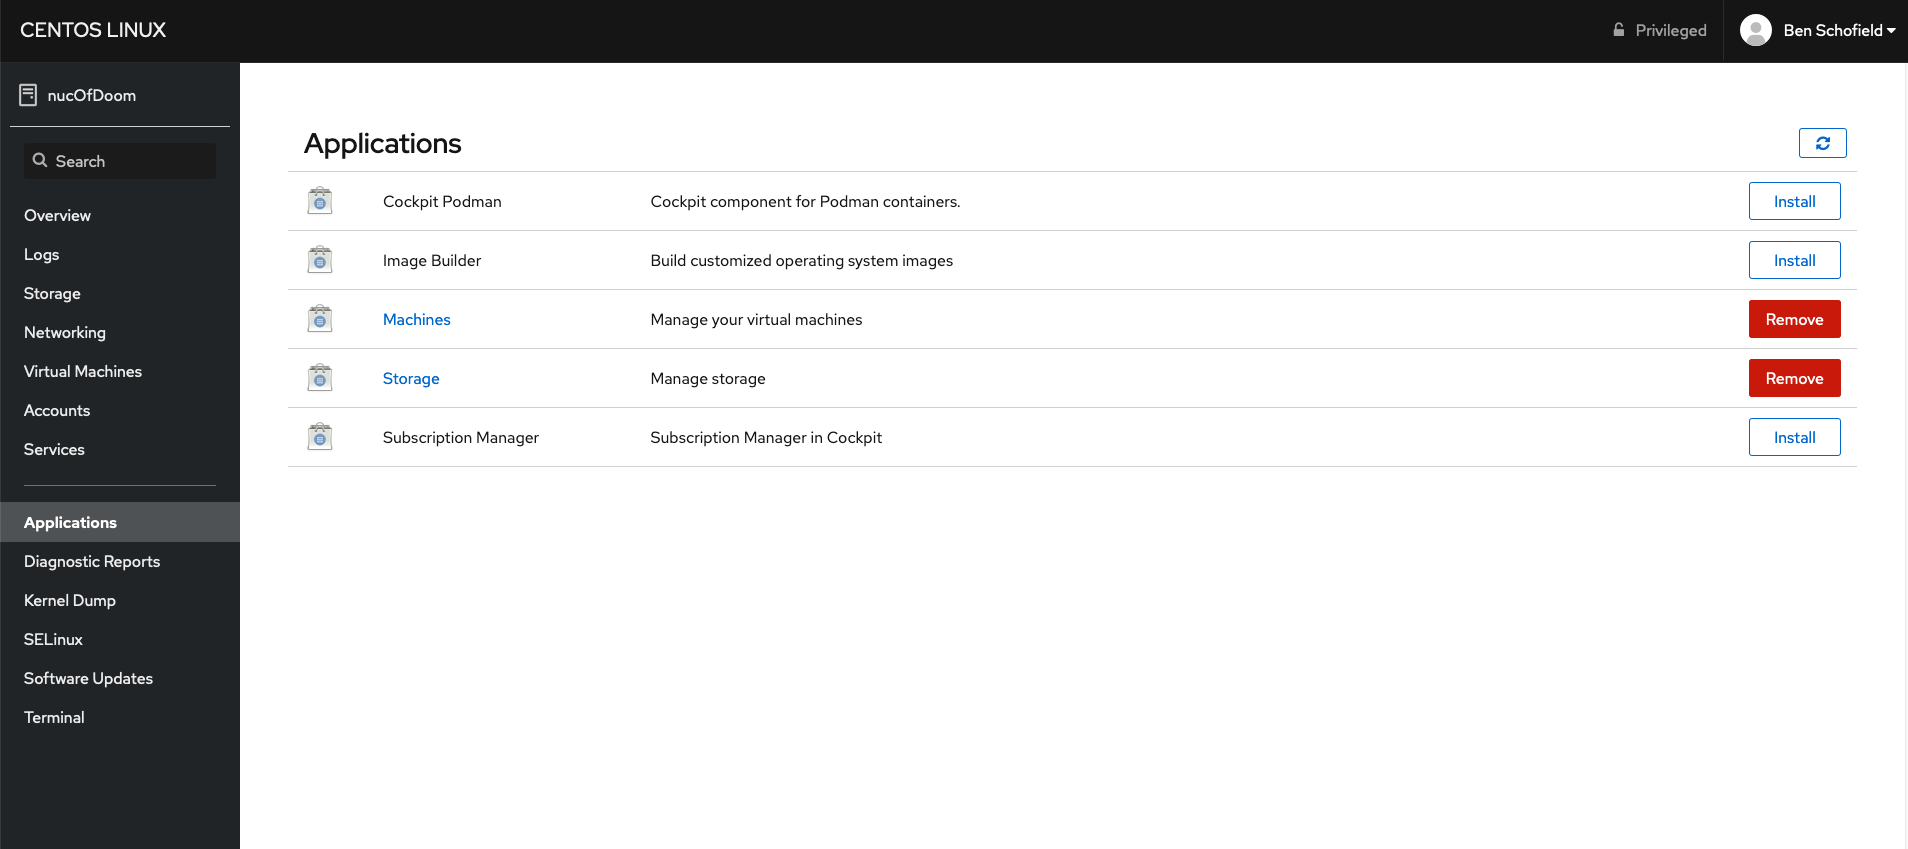 CENTOS LINUX
Privileged
Ben Schofield
nucOfDoom
Search
Overview
Logs
Storage
Networking
Virtual Machines
Accounts
Services
Applications
Diagnostic Reports
Kernel Dump
SELinux
Software Updates
Terminal
Applications
Cockpit Podman Cockpit component for Podman containers. Install
Image Builder Build customized operating system images Install
Machines Manage your virtual machines Remove
Storage Manage storage Remove
Subscription Manager Subscription Manager in Cockpit Install